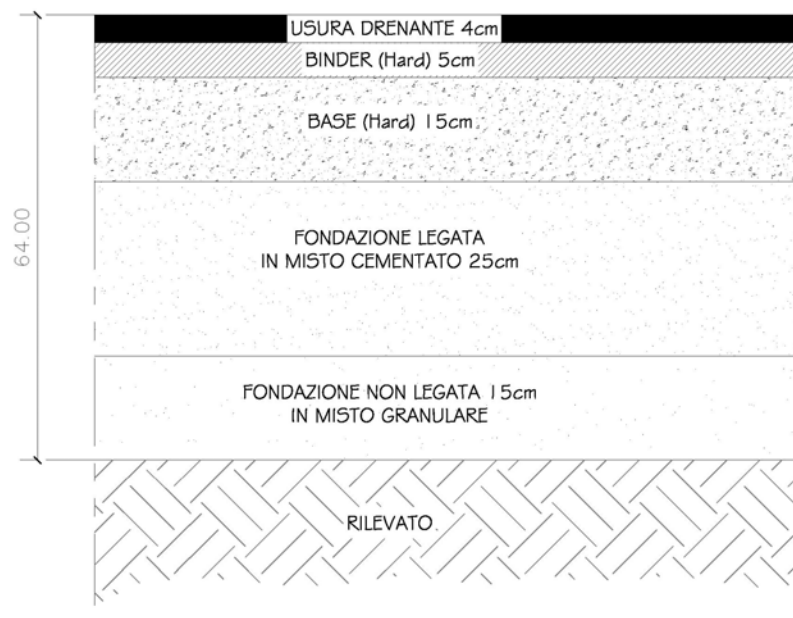 USURA DRENANTE 4cm
BINDER (Hard) 5cm
BASE (Hard) 15cm
64.00
FONDAZIONE LEGATA
IN MISTO CEMENTATO 25cm
FONDAZIONE NON LEGATA 15cm
IN MISTO GRANULARE
RILEVATO